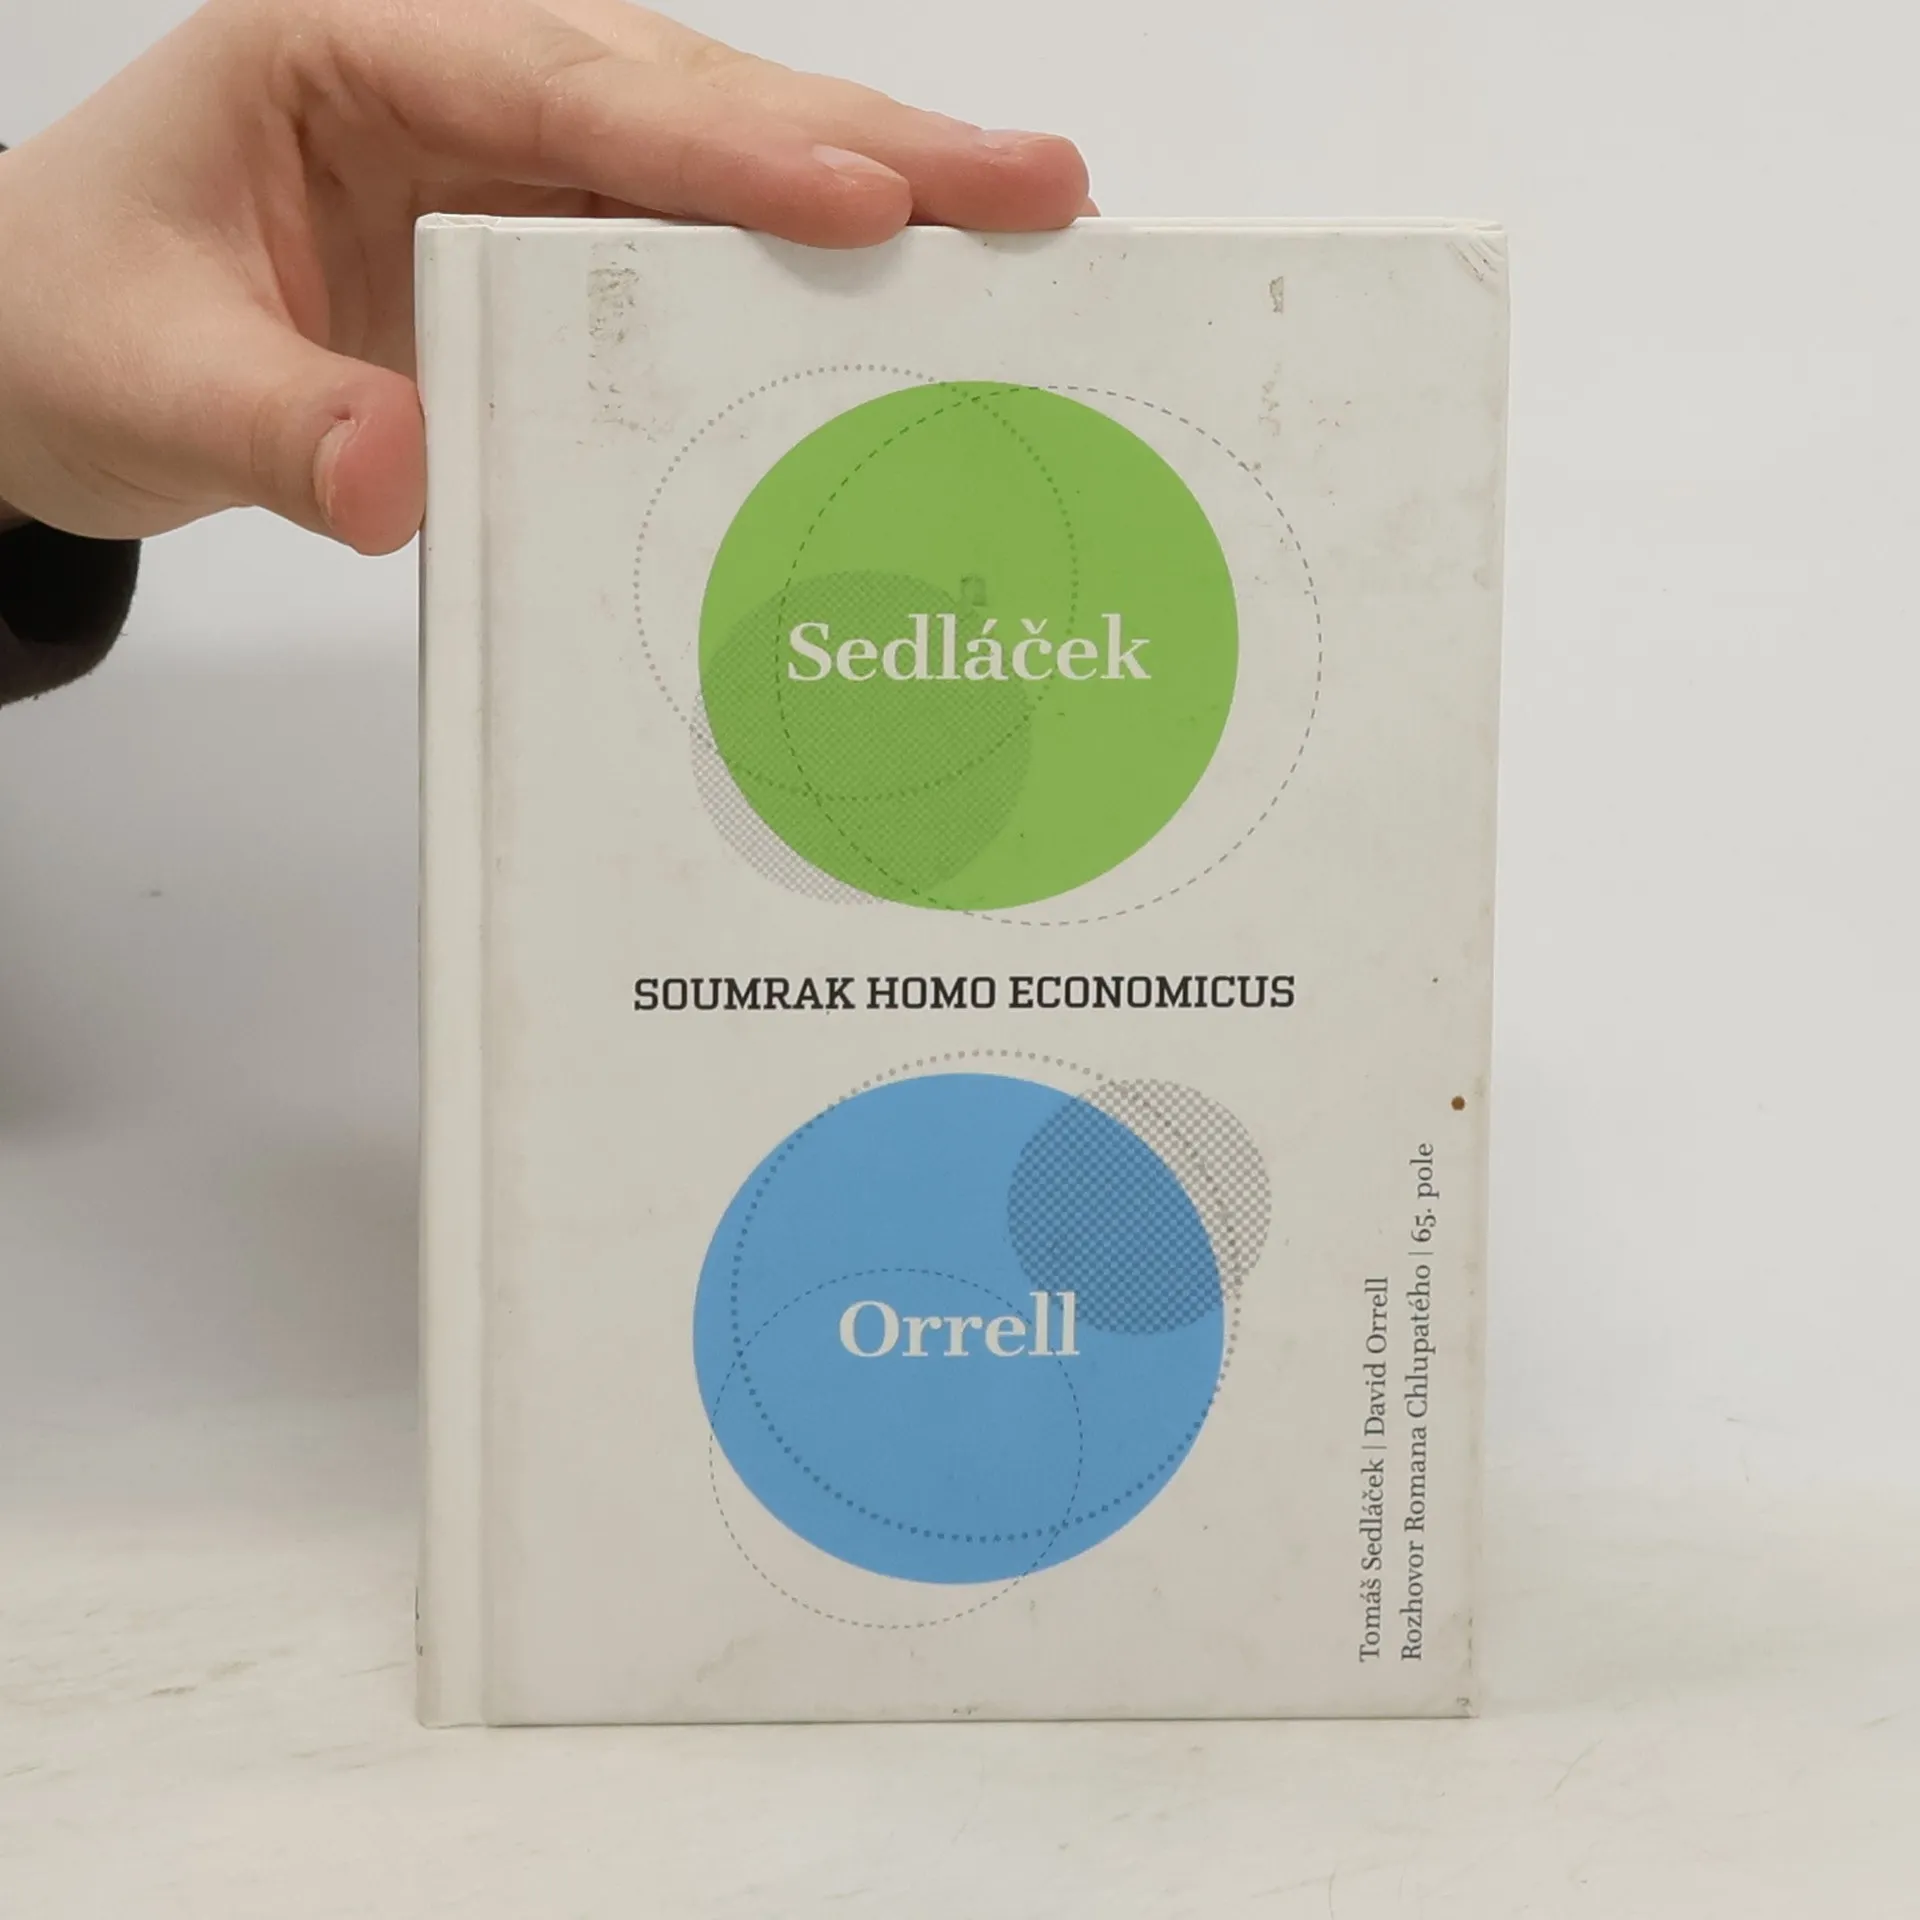 Sedláček
SOUMRAK HOMO ECONOMICUS
Orrell
Tomáš Sedláček | David Orrell
Rozhovor Romana Chlupatého | 65. pole